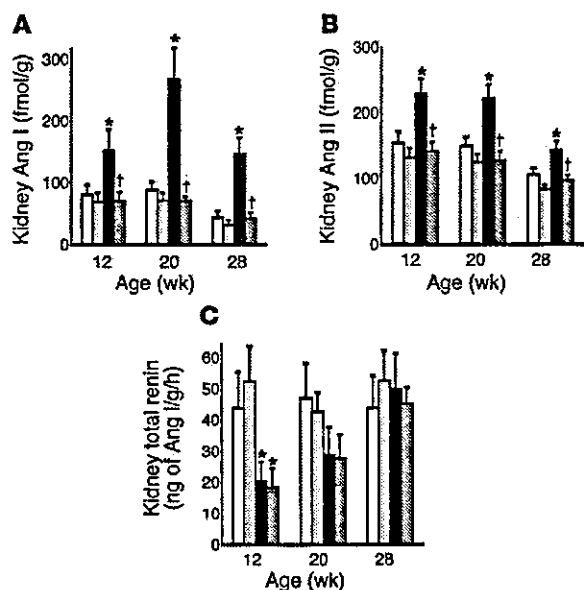 A
Kidney Ang I (fmol/g)
300
200
100
0
*
*
*
†
†
†
12 20 28
Age (wk)
B
Kidney Ang II (fmol/g)
300
200
100
0
*
*
*
†
†
†
12 20 28
Age (wk)
C
Kidney total renin
(ng of Ang I/g/h)
60
50
40
30
20
10
0
* *
12 20 28
Age (wk)